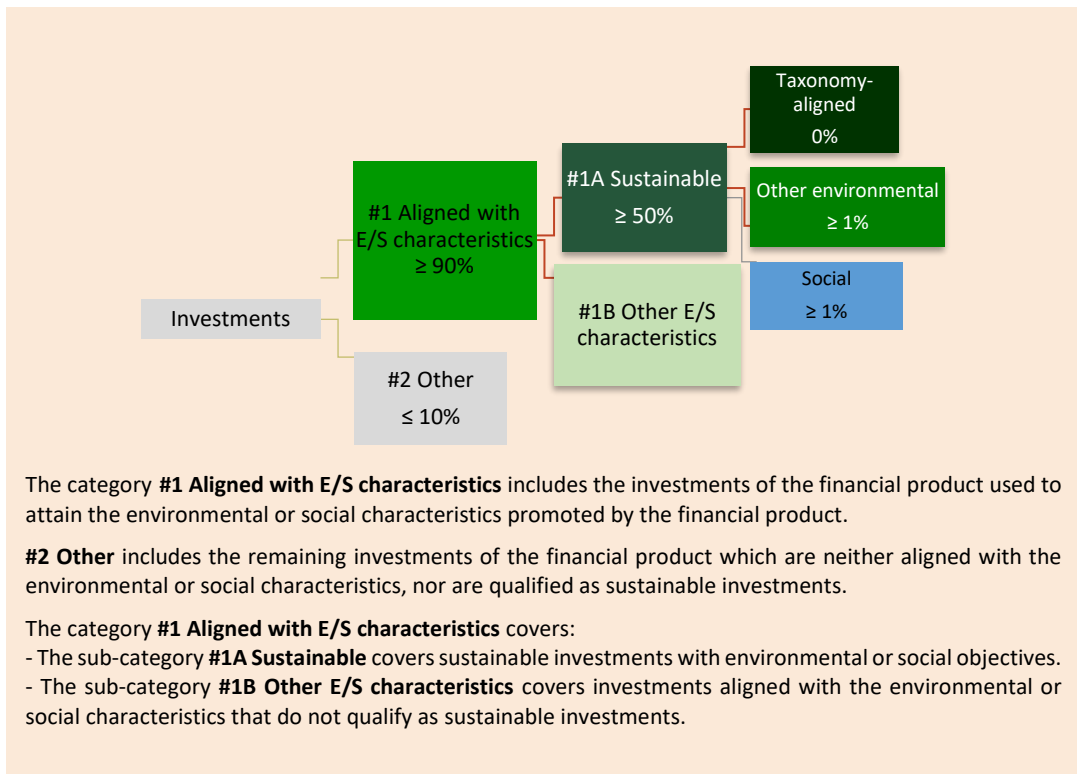 Taxonomy-
aligned
0%
#1A Sustainable
≥ 50%
Other environmental
≥ 1%
#1 Aligned with
E/S characteristics
≥ 90%
Social
≥ 1%
Investments
#1B Other E/S
characteristics
#2 Other
≤ 10%
The category #1 Aligned with E/S characteristics includes the investments of the financial product used to
attain the environmental or social characteristics promoted by the financial product.
#2 Other includes the remaining investments of the financial product which are neither aligned with the
environmental or social characteristics, nor are qualified as sustainable investments.
The category #1 Aligned with E/S characteristics covers:
- The sub-category #1A Sustainable covers sustainable investments with environmental or social objectives.
- The sub-category #1B Other E/S characteristics covers investments aligned with the environmental or
social characteristics that do not qualify as sustainable investments.